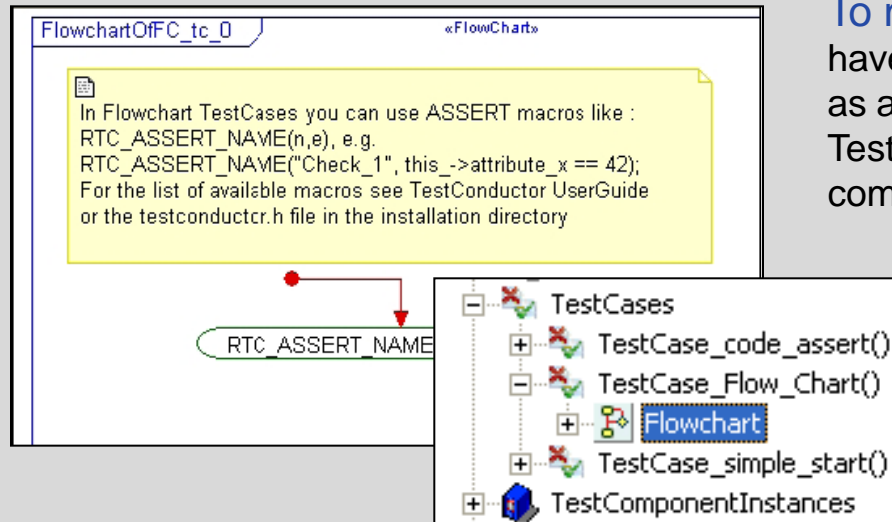 FlowchartOfFC_tc_0
«FlowChart»
In Flowchart TestCases you can use ASSERT macros like :
RTC_ASSERT_NAME(n,e), e.g.
RTC_ASSERT_NAME("Check_1", this_->attribute_x == 42);
For the list of available macros see TestConductor UserGuide
or the testconductor.h file in the installation directory
RTC_ASSERT_NAME
TestCases
TestCase_code_assert()
TestCase_Flow_Chart()
Flowchart
TestCase_simple_start()
TestComponentInstances
To
have
as a
Test
com